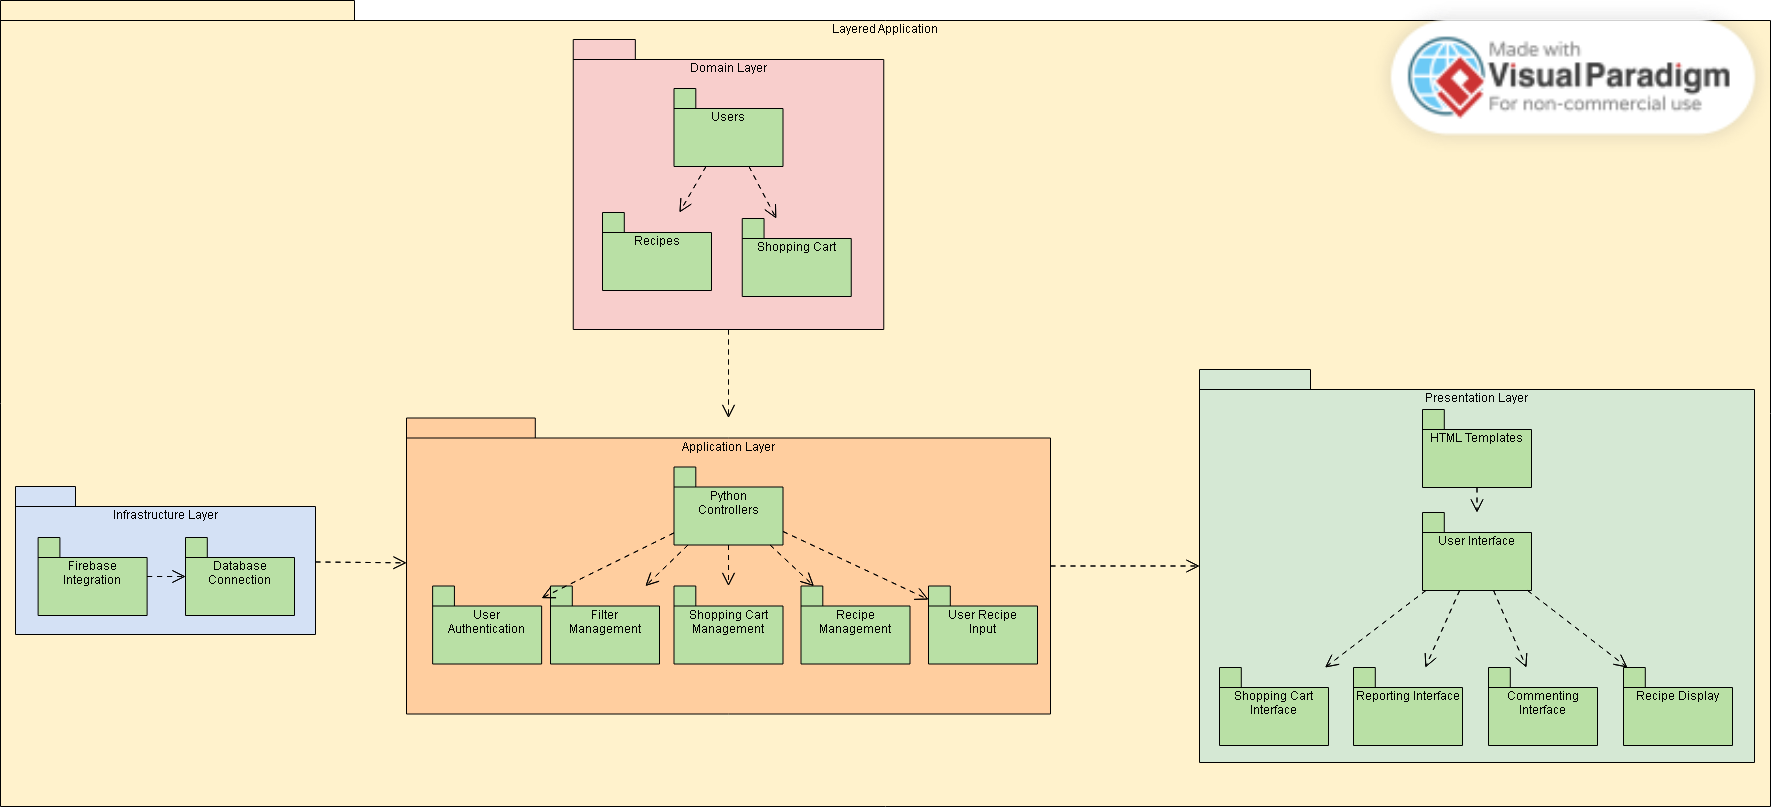 Layered Application
Made with
Visual Paradigm
For non-commercial use
Domain Layer
Users
Recipes
Shopping Cart
Application Layer
Python
Controllers
User
Authentication
Filter
Management
Shopping Cart
Management
Recipe
Management
User Recipe
Input
Infrastructure Layer
Firebase
Integration
Database
Connection
Presentation Layer
HTML Templates
User Interface
Shopping Cart
Interface
Reporting Interface
Commenting
Interface
Recipe Display